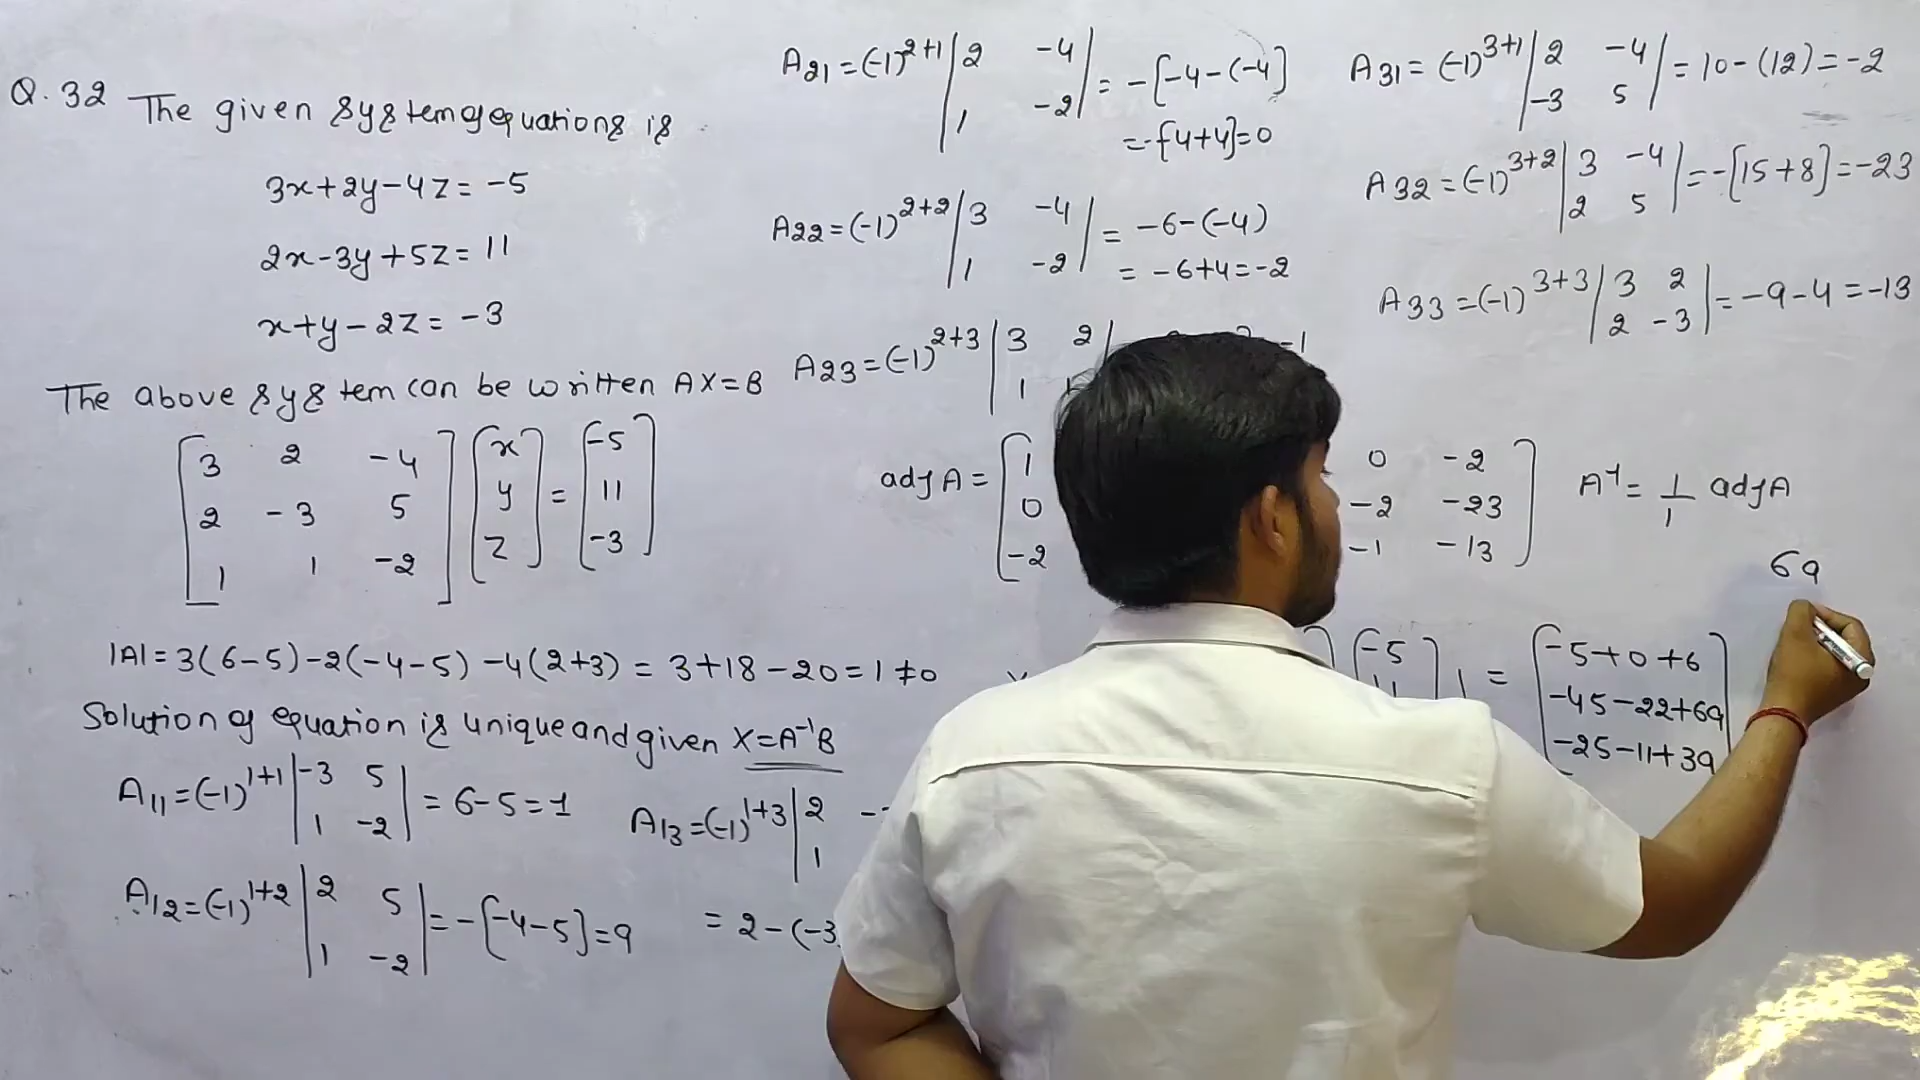 Q. 32 The given system of equations is
3x+2y-4z = -5
2x-3y+5z = 11
x+y-2z = -3
The above system can be written AX=B
[3 2 -4] [x] [-5]
[2 -3 5] [y] = [11]
[1 1 -2] [z] [-3]
|A| = 3(6-5)-2(-4-5)-4(2+3) = 3+18-20=1≠0
Solution of equation is unique and given X=A⁻¹B
A11=(-1)^1+1 |-3 5| = 6-5=1
|1 -2|
A12=(-1)^1+2 |2 5| =-[-4-5]=9
|1 -2|
A13=(-1)^1+3 |2
|1
= 2-(-3
A21=(-1)^2+1 |2 -4| = -[-4-(-4]
|1 -2|
=-[4+4]=0
A22=(-1)^2+2 |3 -4| = -6-(-4)
|1 -2| = -6+4=-2
A23=(-1)^2+3 |3 2|
|1
A31=(-1)^3+1 |2 -4| = 10-(12)=-2
|-3 5|
A32=(-1)^3+2 |3 -4| =-[15+8]=-23
|2 5|
A33=(-1)^3+3 |3 2| =-9-4=-13
|2 -3|
adj A = [1 0 -2]
[0 -2 -23]
[-2 -1 -13]
A⁻¹ = 1/1 adj A
69
[-5] 1 = [-5+0+6]
[-45-22+69]
[-25-11+39]